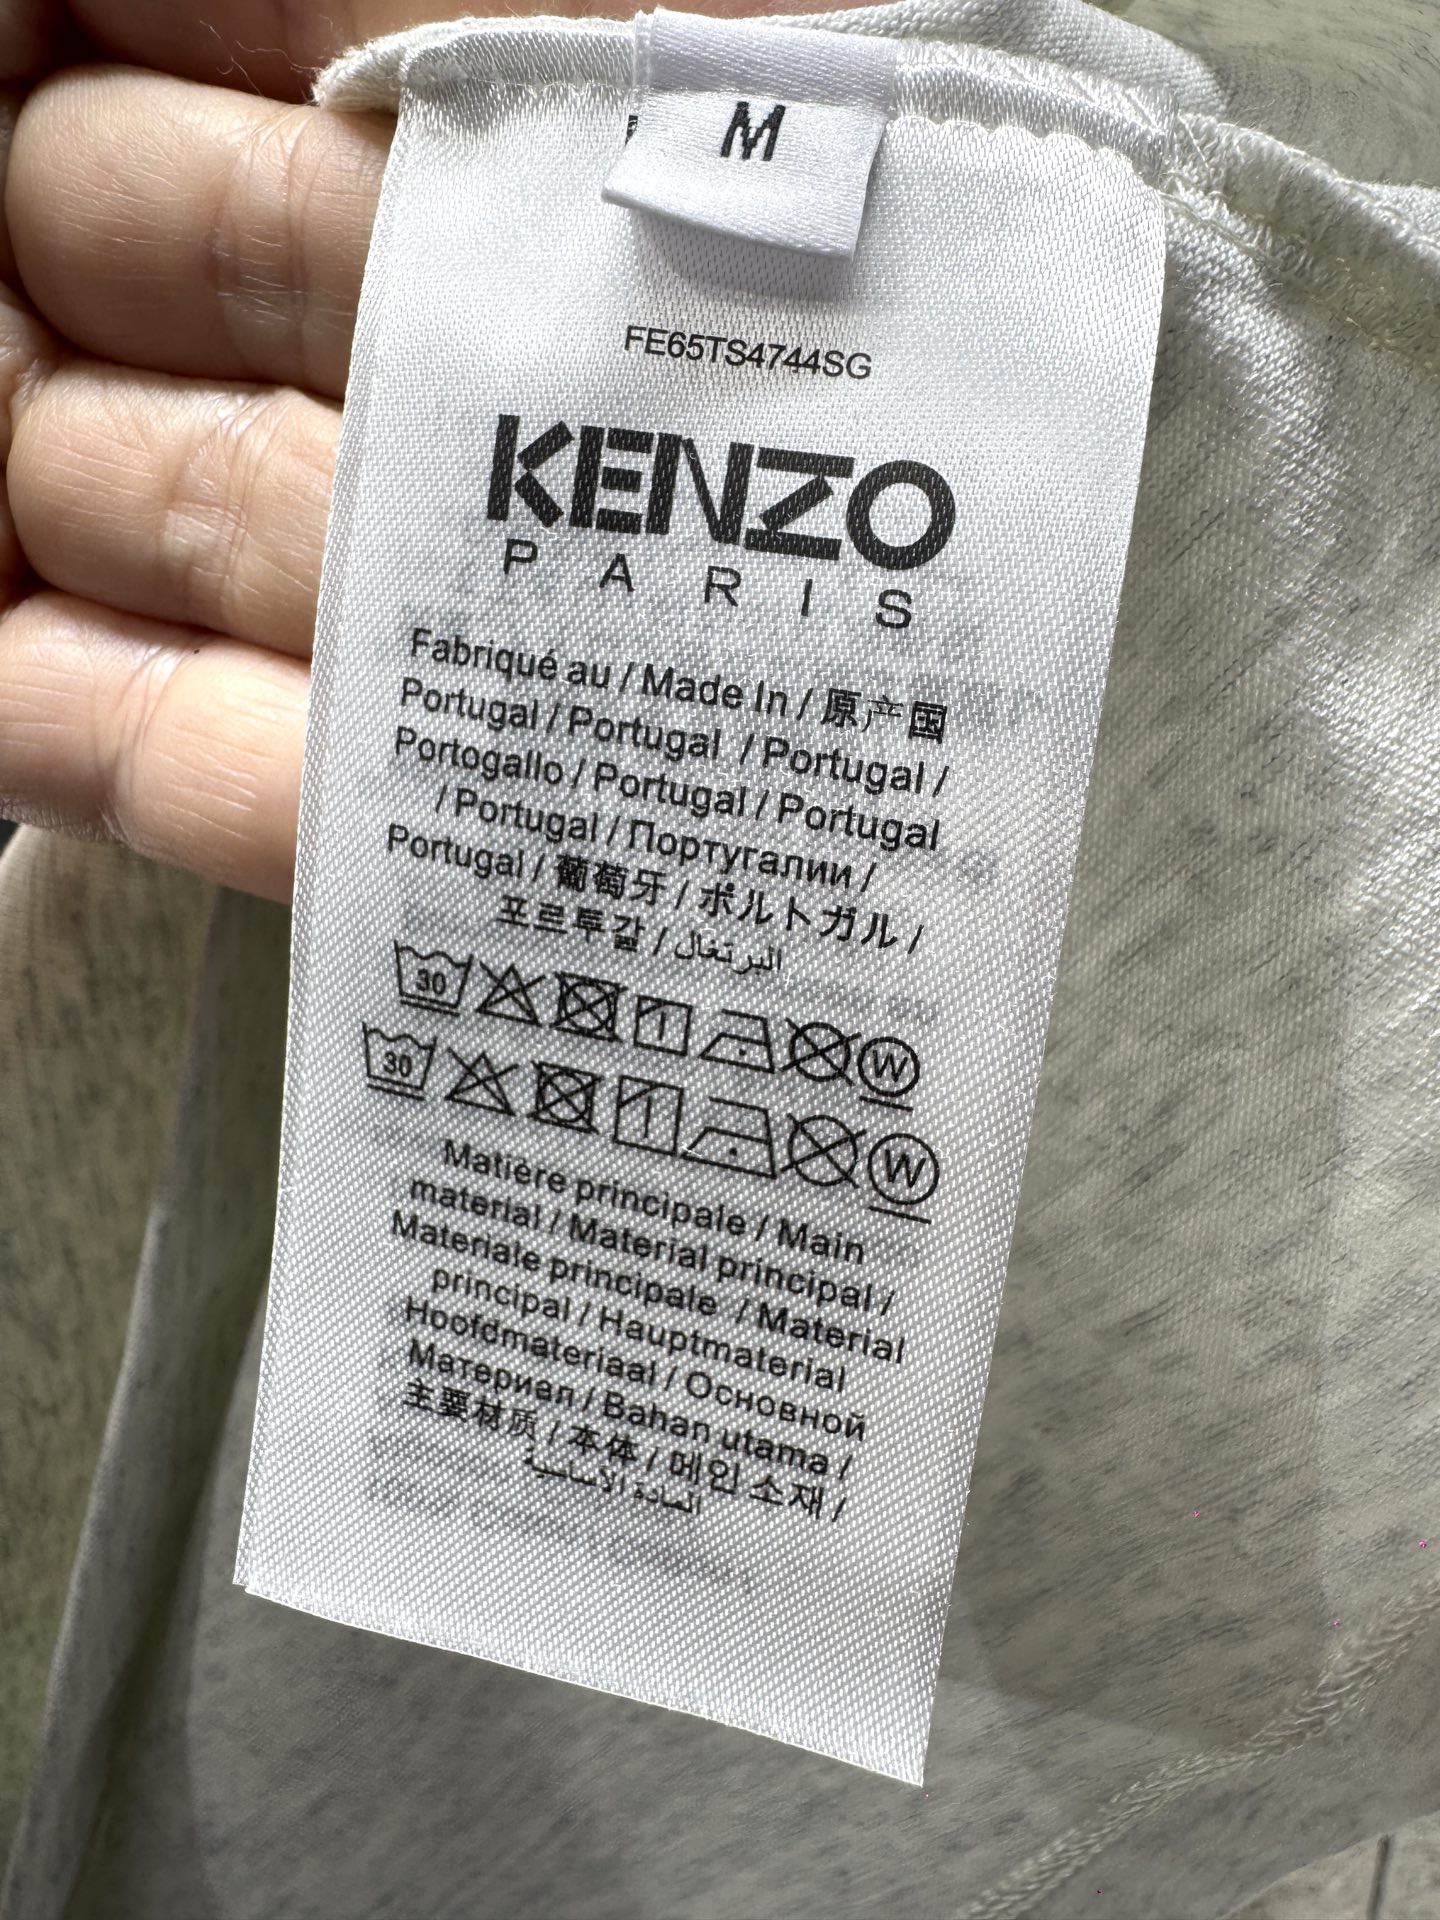 M
FE65TS4744SG
KENZO
PARIS
Fabriqué au / Made In / 原产国
Portugal / Portugal / Portugal /
Portogallo / Portugal / Portugal
/ Portugal / Португалии /
Portugal / 葡萄牙 / ポルトガル /
포르투갈 / البرتغال
30 W
30 W
Matière principale / Main
material / Material principal /
Materiale principale / Material
principal / Hauptmaterial
Hoofdmateriaal / Основной
Материал / Bahan utama /
主要材质 / 本体 / 메인 소재 /
المادة الأساسية